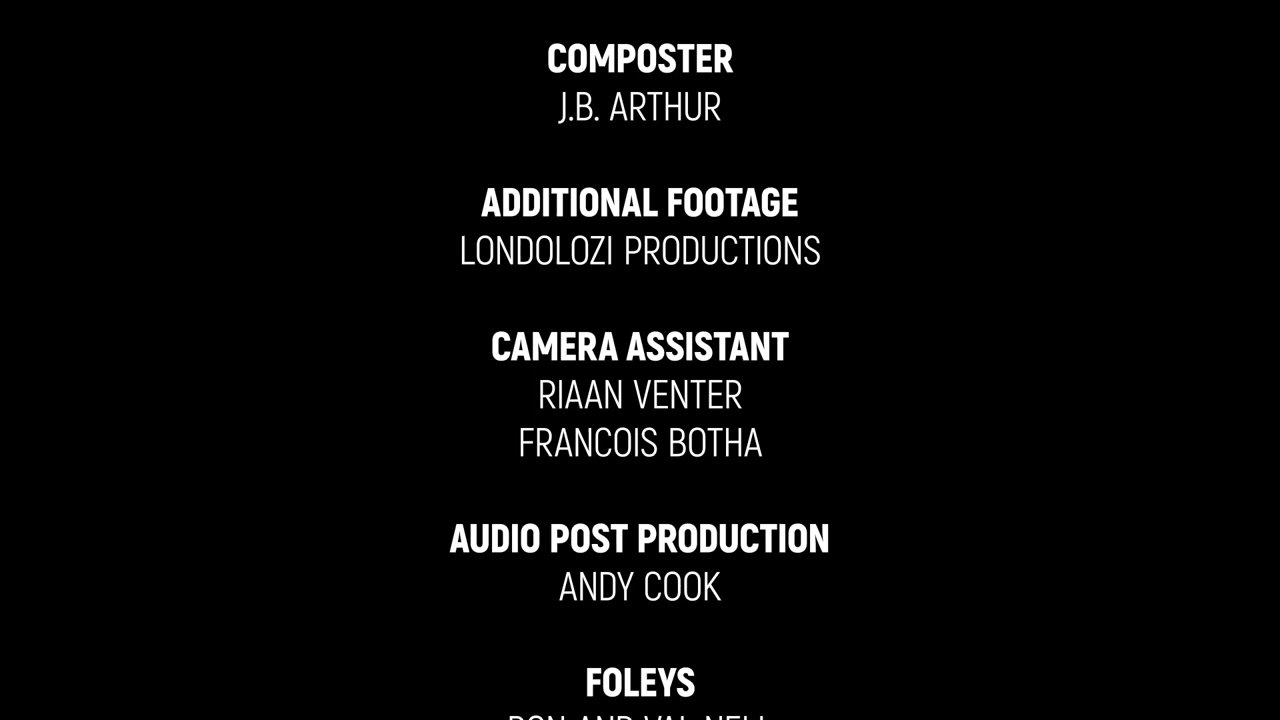 COMPOSTER
J.B. ARTHUR
ADDITIONAL FOOTAGE
LONDOLOZI PRODUCTIONS
CAMERA ASSISTANT
RIAAN VENTER
FRANCOIS BOTHA
AUDIO POST PRODUCTION
ANDY COOK
FOLEYS